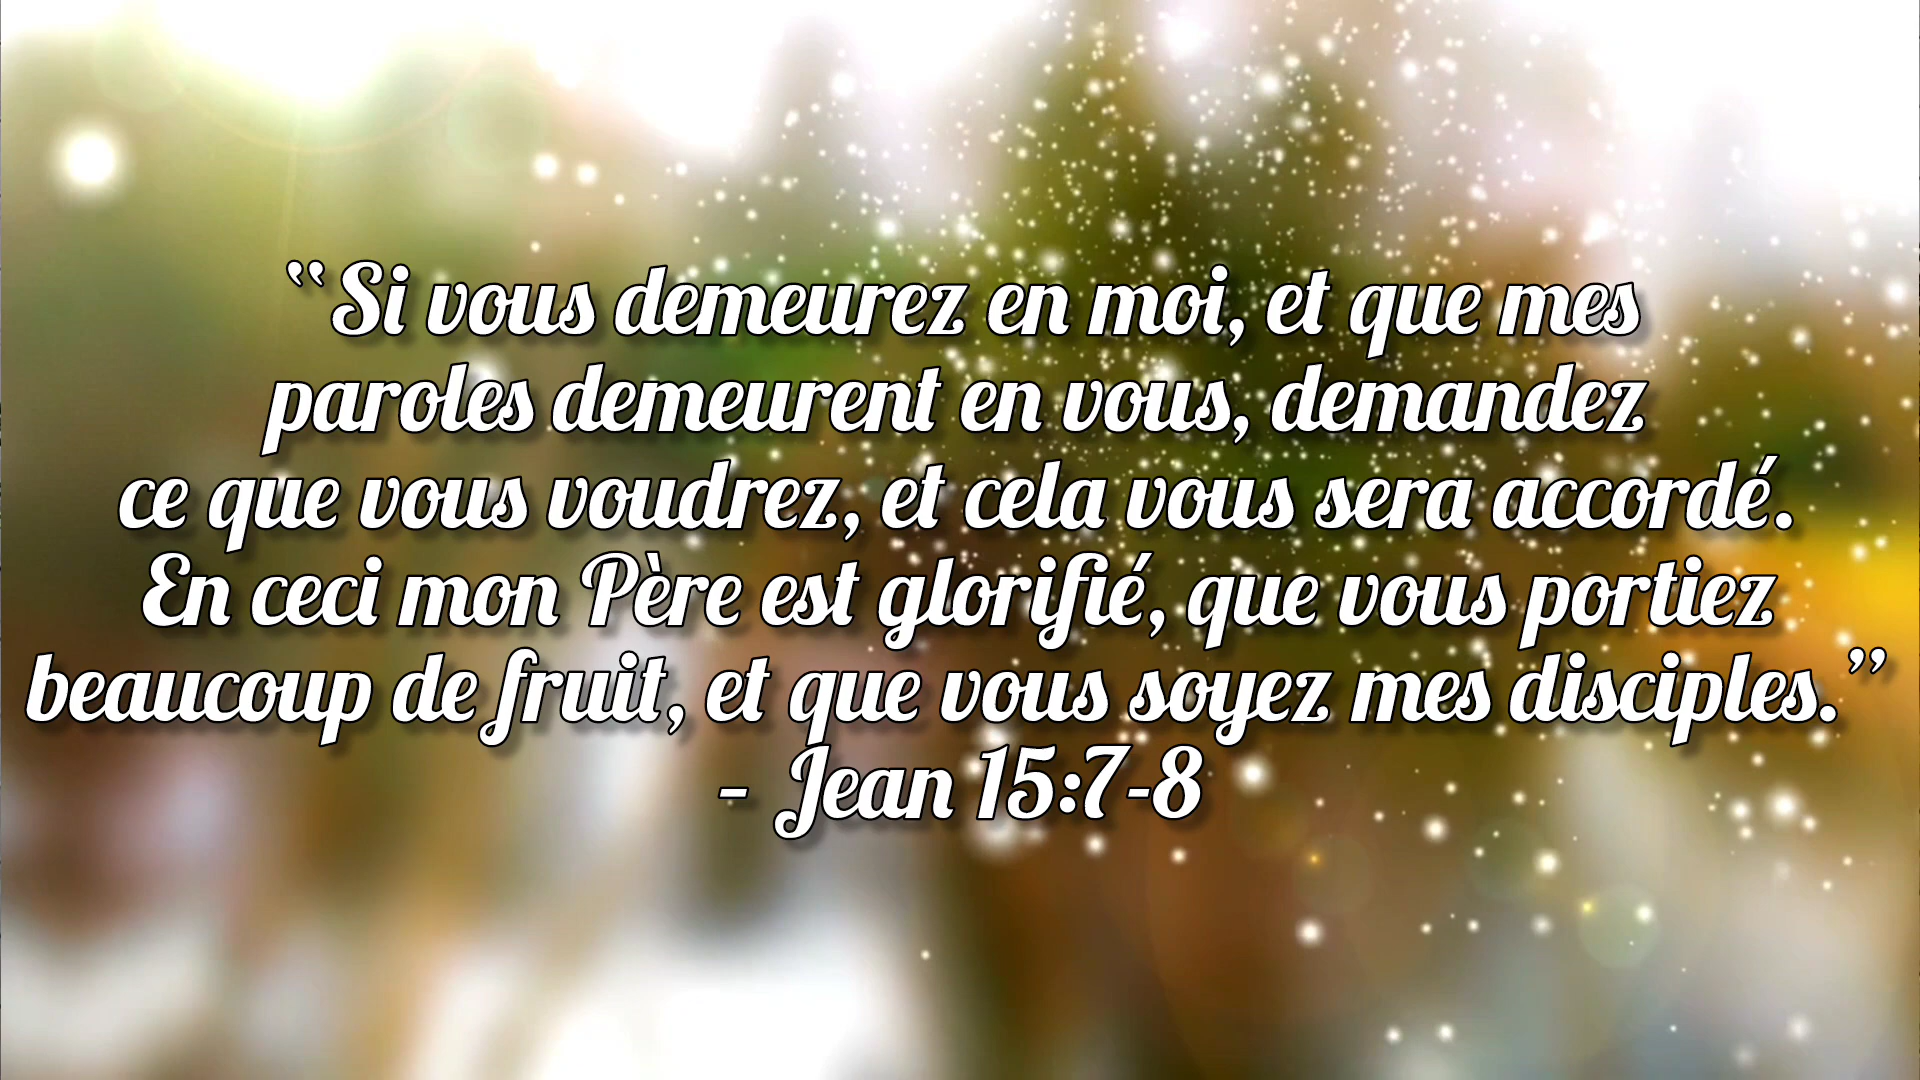 “Si vous demeurez en moi, et que mes
paroles demeurent en vous, demandez
ce que vous voudrez, et cela vous sera accordé.
En ceci mon Père est glorifié, que vous portiez
beaucoup de fruit, et que vous soyez mes disciples.”
- Jean 15:7-8